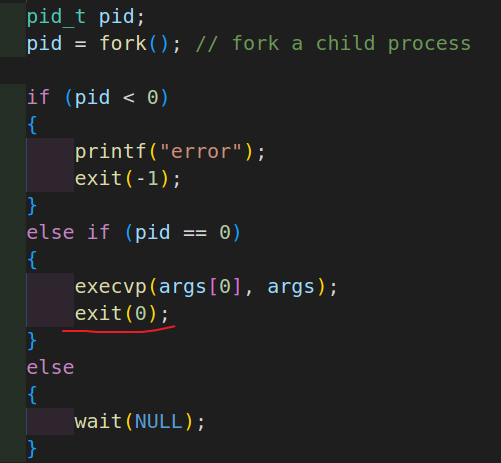 pid_t pid;
pid = fork(); // fork a child process
if (pid < 0)
{
printf("error");
exit(-1);
}
else if (pid == 0)
{
execvp(args[0], args);
exit(0);
}
else
{
wait(NULL);
}